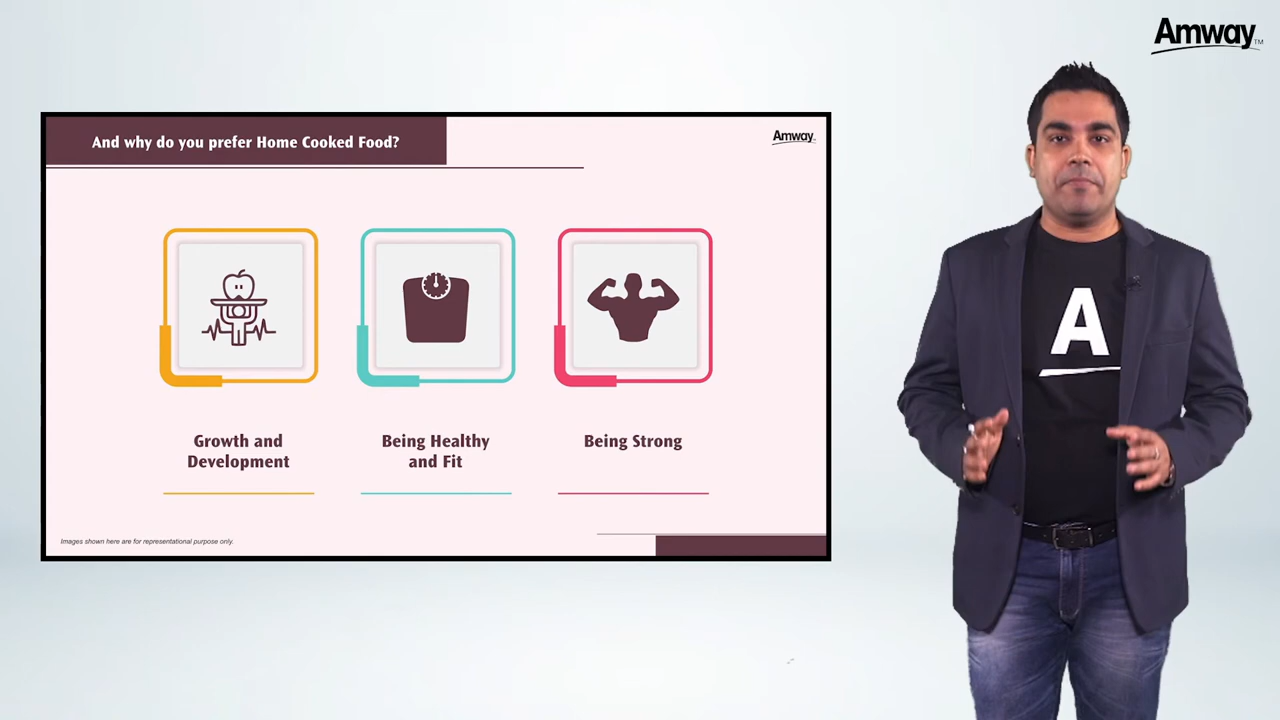 Amway™
And why do you prefer Home Cooked Food?
Amway
Growth and
Development
Being Healthy
and Fit
Being Strong
A
Images shown here are for representational purpose only.